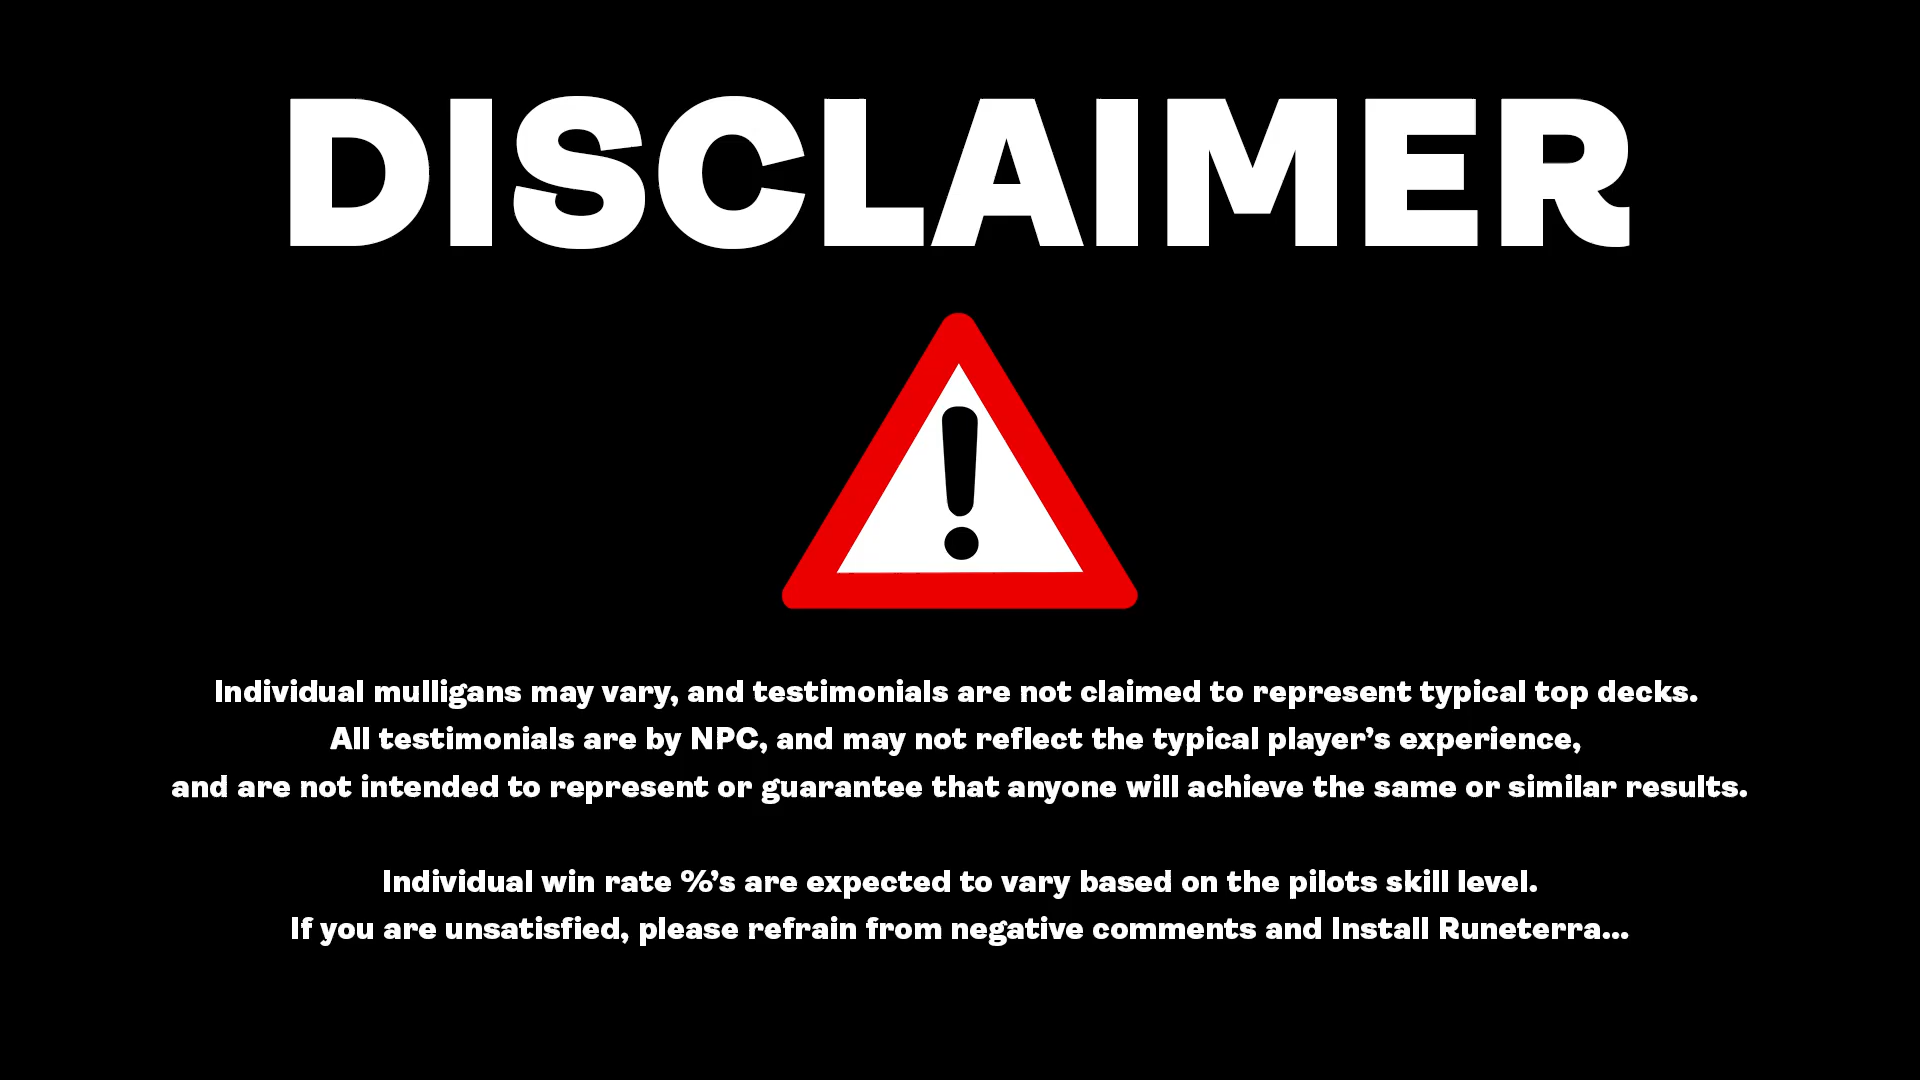 DISCLAIMER
!
Individual mulligans may vary, and testimonials are not claimed to represent typical top decks.
All testimonials are by NPC, and may not reflect the typical player’s experience,
and are not intended to represent or guarantee that anyone will achieve the same or similar results.
Individual win rate %’s are expected to vary based on the pilots skill level.
If you are unsatisfied, please refrain from negative comments and Install Runeterra...